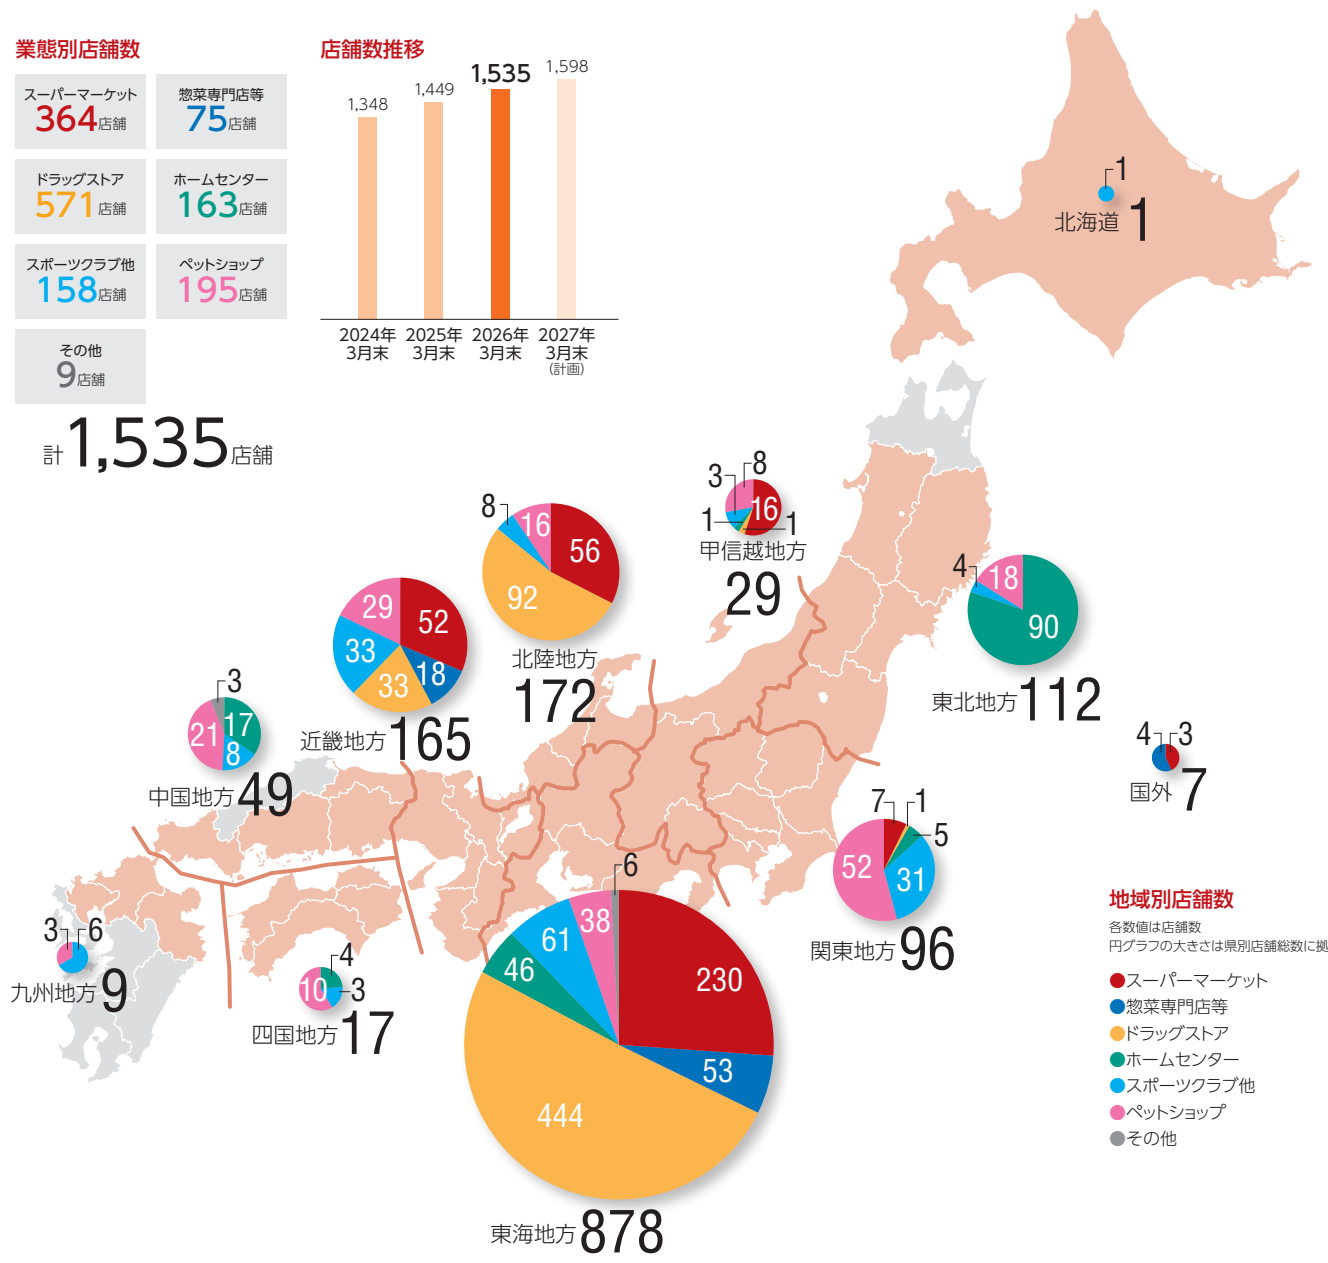 業態別店舗数
スーパーマーケット
364店舗
惣菜専門店等
75店舗
ドラッグストア
571店舗
ホームセンター
163店舗
スポーツクラブ他
158店舗
ペットショップ
195店舗
その他
9店舗
計1,535店舗
店舗数推移
1,348
1,449
1,535
1,598
2024年
3月末
2025年
3月末
2026年
3月末
2027年
3月末
(計画)
1
北海道 1
3
8
16
1
1
甲信越地方
29
8
16
56
92
北陸地方
172
4
18
90
東北地方112
29
52
33
18
33
近畿地方165
3
21
17
8
中国地方49
4
3
国外 7
7
1
5
52
31
関東地方96
6
38
61
46
230
53
444
東海地方878
3
6
九州地方9
4
10
3
四国地方17
地域別店舗数
各数値は店舗数
円グラフの大きさは県別店舗総数に拠
スーパーマーケット
惣菜専門店等
ドラッグストア
ホームセンター
スポーツクラブ他
ペットショップ
その他